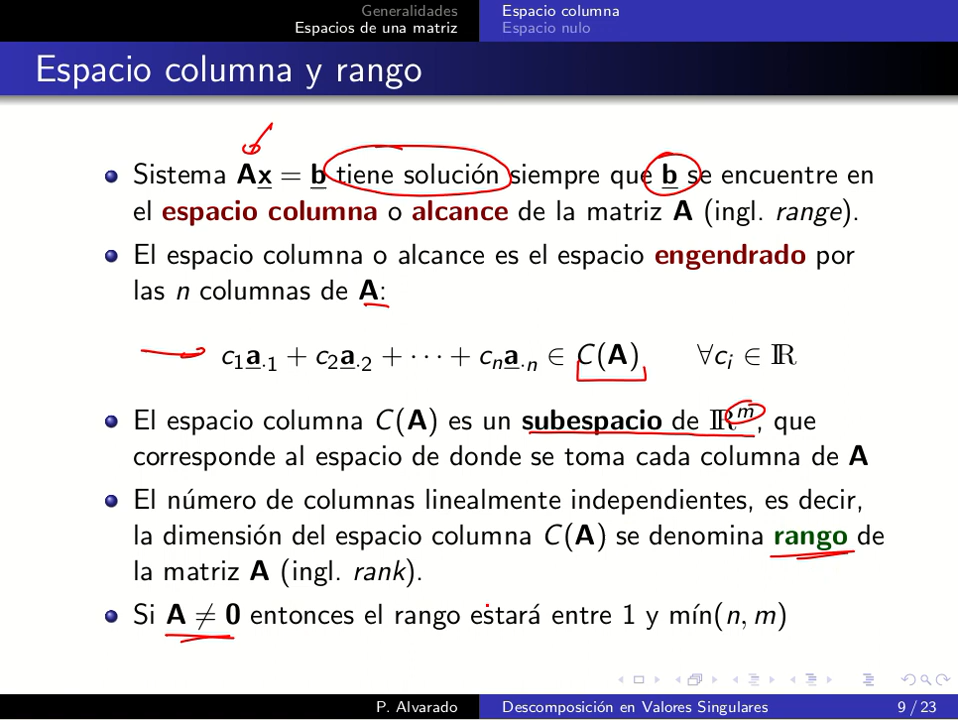 Generalidades Espacio columna
Espacios de una matriz Espacio nulo
Espacio columna y rango
Sistema Ax = b tiene solución siempre que b se encuentre en
el espacio columna o alcance de la matriz A (ingl. range).
El espacio columna o alcance es el espacio engendrado por
las n columnas de A:
c₁a.₁ + c₂a.₂ + ··· + cₙa.ₙ ∈ C(A) ∀cᵢ ∈ ℝ
El espacio columna C(A) es un subespacio de ℝᵐ, que
corresponde al espacio de donde se toma cada columna de A
El número de columnas linealmente independientes, es decir,
la dimensión del espacio columna C(A) se denomina rango de
la matriz A (ingl. rank).
Si A ≠ 0 entonces el rango estará entre 1 y mín(n, m)
P. Alvarado Descomposición en Valores Singulares 9 / 23